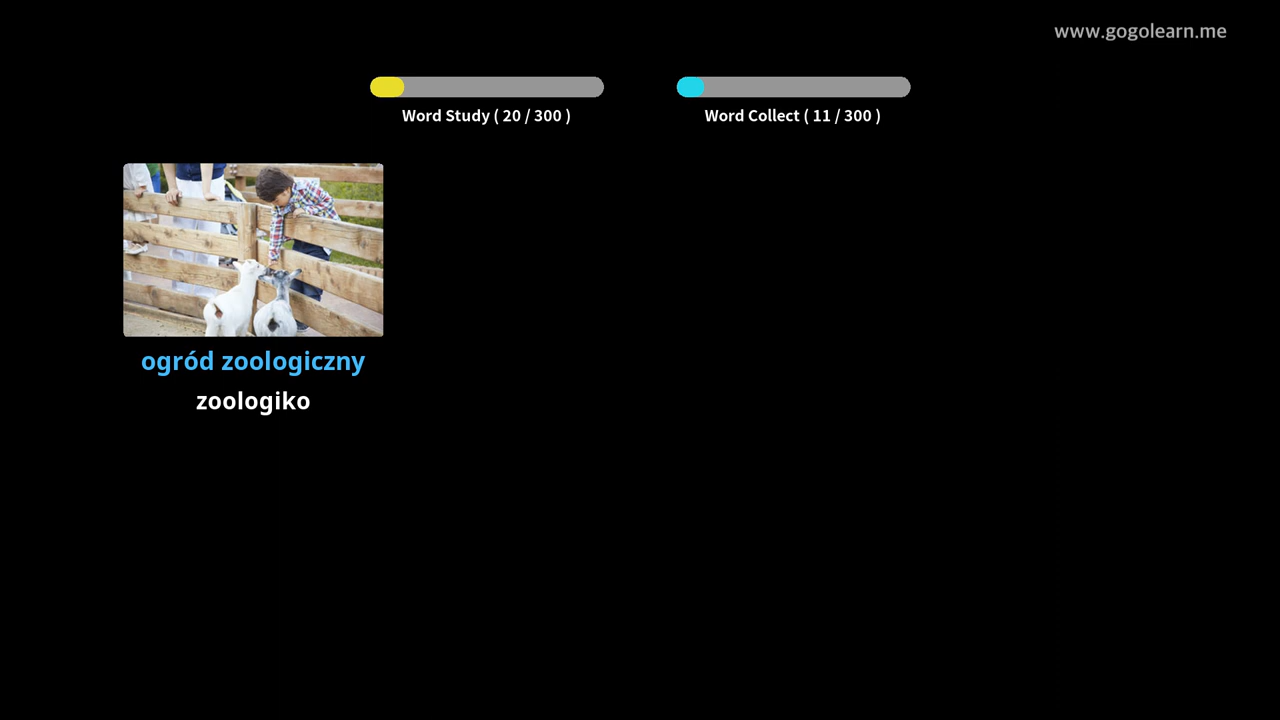 www.gogolearn.me
Word Study ( 20 / 300 )
Word Collect ( 11 / 300 )
ogród zoologiczny
zoologiko